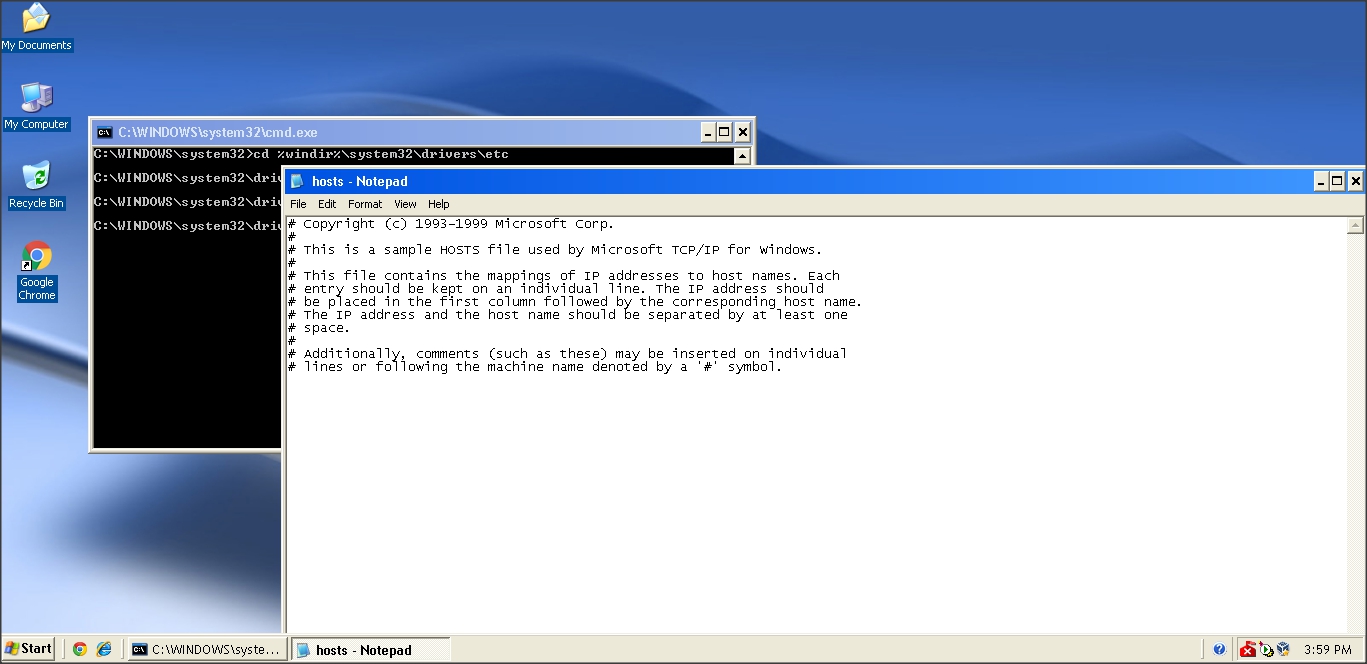 My Documents
My Computer
Recycle Bin
Google
Chrome
C:\WINDOWS\system32\cmd.exe
C:\WINDOWS\system32>cd %windir%\system32\drivers\etc
C:\WINDOWS\system32\driv
C:\WINDOWS\system32\driv
C:\WINDOWS\system32\driv
hosts - Notepad
File Edit Format View Help
# Copyright (c) 1993-1999 Microsoft Corp.
#
# This is a sample HOSTS file used by Microsoft TCP/IP for Windows.
#
# This file contains the mappings of IP addresses to host names. Each
# entry should be kept on an individual line. The IP address should
# be placed in the first column followed by the corresponding host name.
# The IP address and the host name should be separated by at least one
# space.
#
# Additionally, comments (such as these) may be inserted on individual
# lines or following the machine name denoted by a '#' symbol.
Start
C:\WINDOWS\syste...
hosts - Notepad
3:59 PM